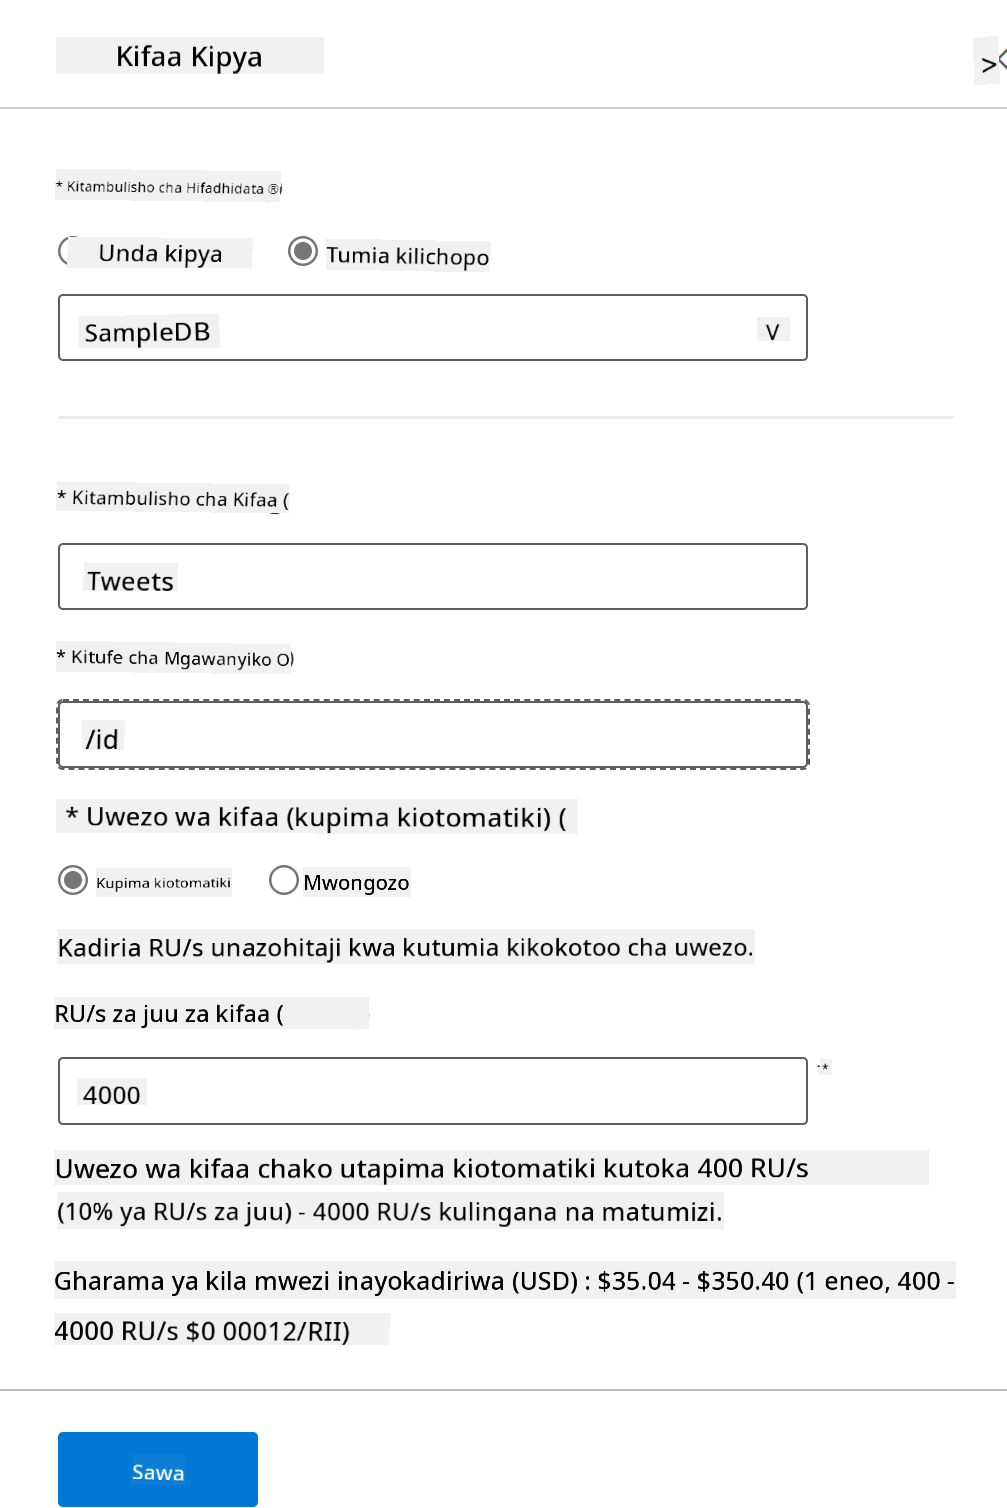 Kifaa Kipya
>
* Kitambulisho cha Hifadhidata ®
Unda kipya Tumia kilichopo
SampleDB V
* Kitambulisho cha Kifaa (
Tweets
* Kitufe cha Mgawanyiko O)
/id
* Uwezo wa kifaa (kupima kiotomatiki) (
Kupima kiotomatiki Mwongozo
Kadiria RU/s unazohitaji kwa kutumia kikokotoo cha uwezo.
RU/s za juu za kifaa (
4000 *
Uwezo wa kifaa chako utapima kiotomatiki kutoka 400 RU/s
(10% ya RU/s za juu) - 4000 RU/s kulingana na matumizi.
Gharama ya kila mwezi inayokadiriwa (USD) : $35.04 - $350.40 (1 eneo, 400 -
4000 RU/s $0 00012/RII)
Sawa